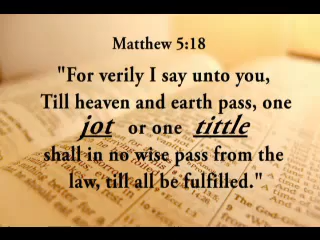 Matthew 5:18
"For verily I say unto you,
Till heaven and earth pass, one
jot or one tittle
shall in no wise pass from the
law, till all be fulfilled."